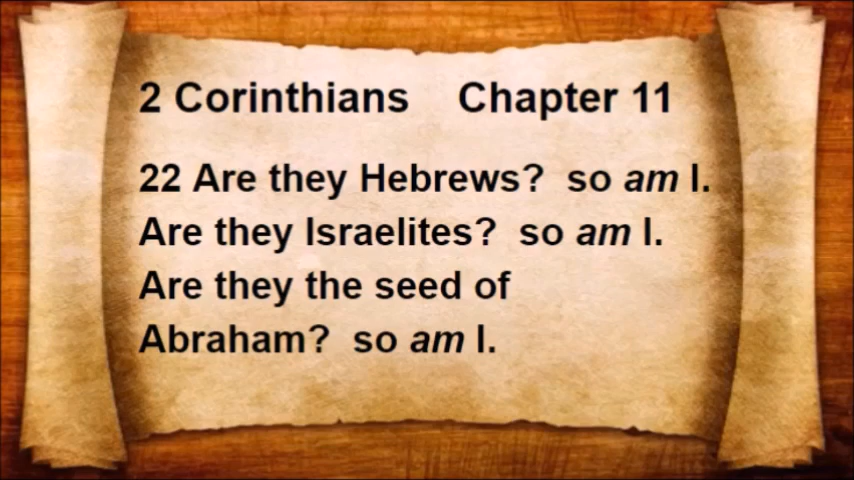 2 Corinthians Chapter 11
22 Are they Hebrews? so am I.
Are they Israelites? so am I.
Are they the seed of
Abraham? so am I.